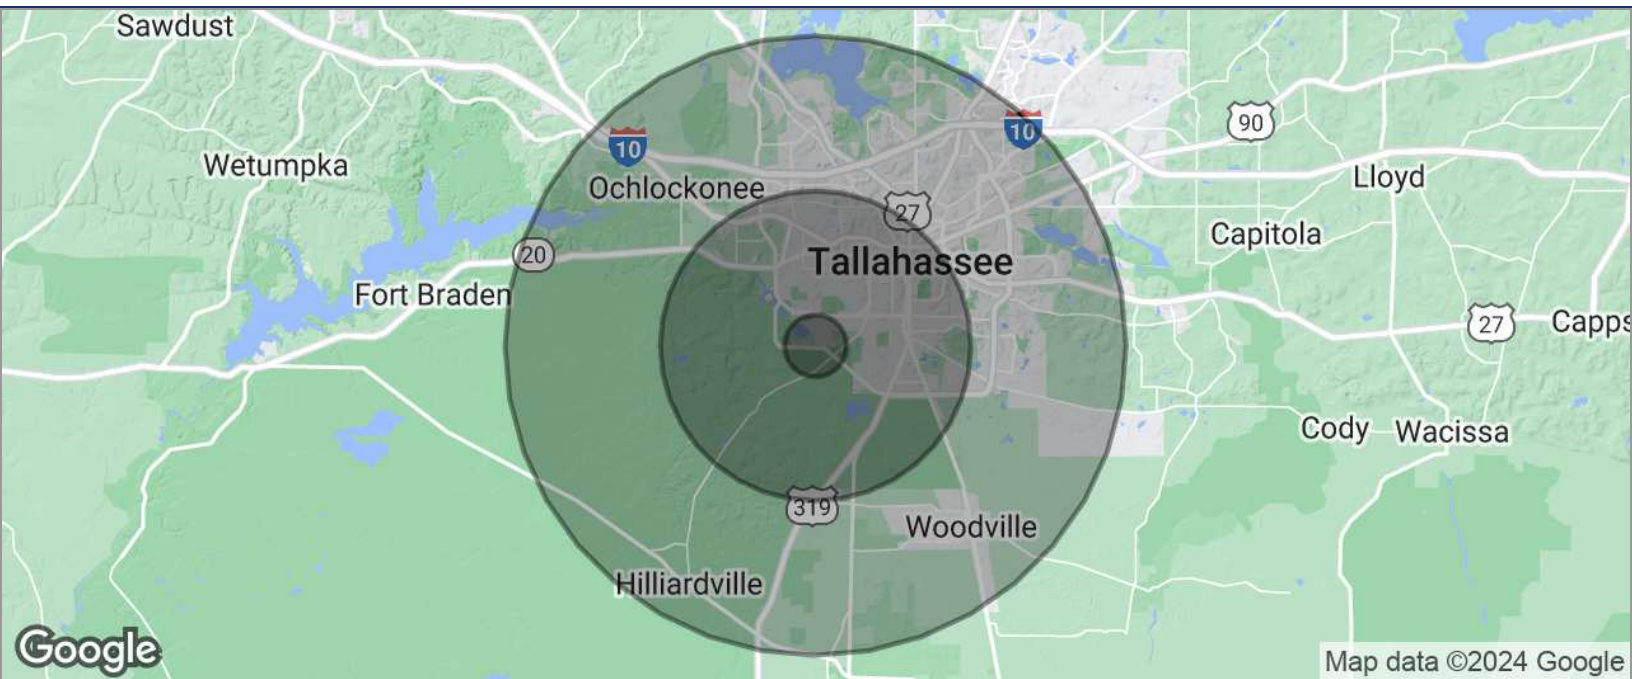 Sawdust
10
90
10
Wetumpka
Ochlockonee
Lloyd
27
Capitola
20
Tallahassee
Fort Braden
27
Capps
Cody
Wacissa
319
Woodville
Hilliardville
Google
Map data ©2024 Google